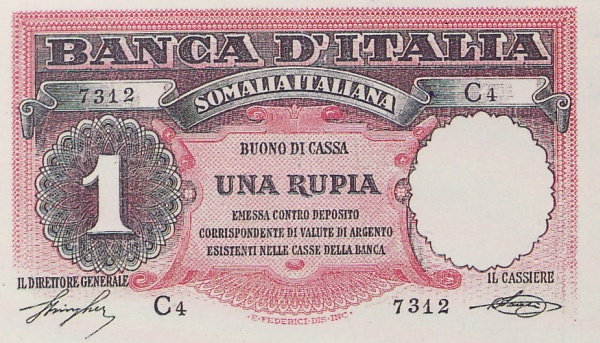 BANCA D'ITALIA
7312 SOMALIA ITALIANA C4
BUONO DI CASSA
1 UNA RUPIA
EMESSA CONTRO DEPOSITO
CORRISPONDENTE DI VALUTE DI ARGENTO
ESISTENTI NELLE CASSE DELLA BANCA
IL DIRETTORE GENERALE IL CASSIERE
C4 7312
E·FEDERICI·DIS·INC·